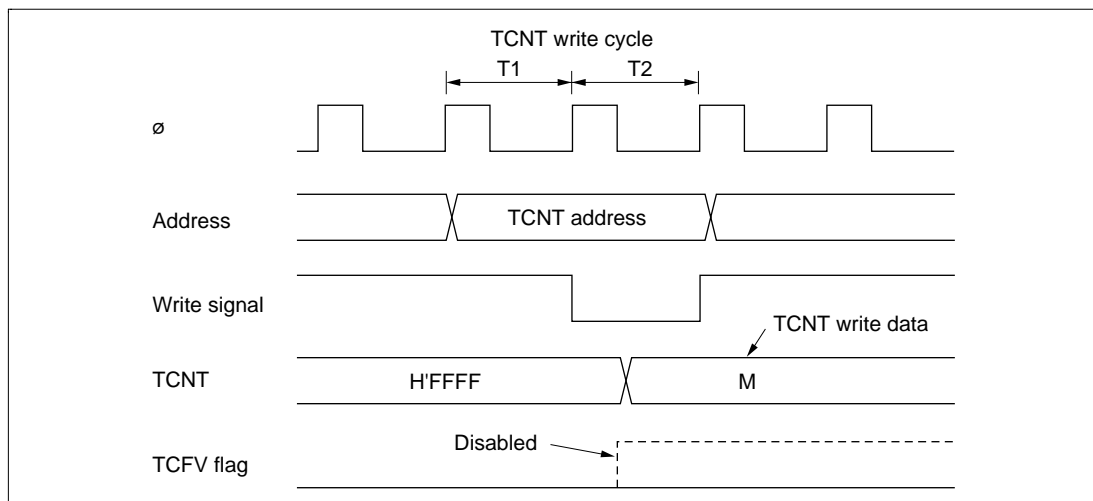 TCNT write cycle
T1 T2
ø
Address
TCNT address
Write signal
TCNT write data
TCNT
H'FFFF
M
Disabled
TCFV flag